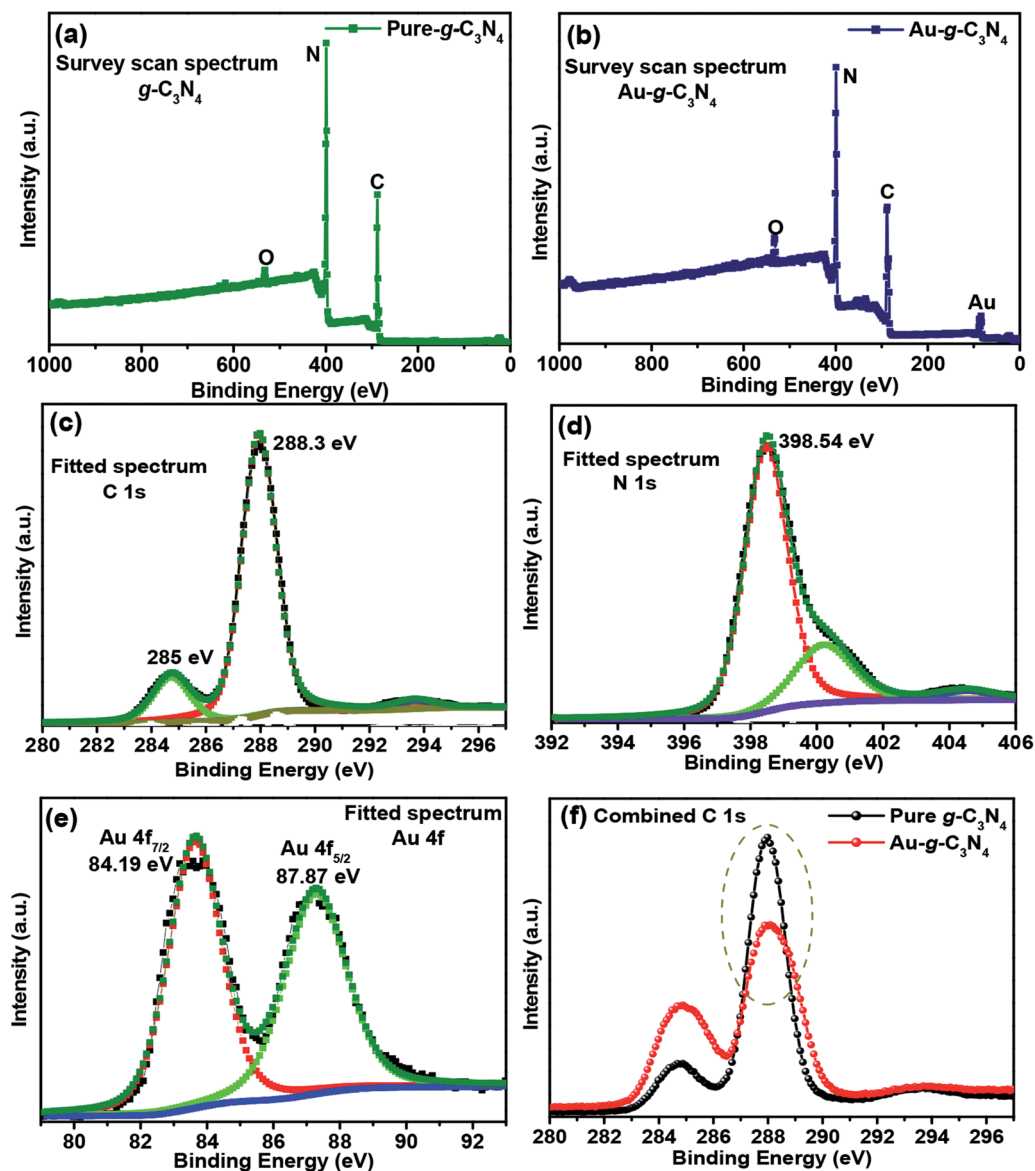 (a)
Pure-g-C₃N₄
Survey scan spectrum
g-C₃N₄
N
C
O
Intensity (a.u.)
1000 800 600 400 200 0
Binding Energy (eV)
(b)
Au-g-C₃N₄
Survey scan spectrum
Au-g-C₃N₄
N
C
O
Au
Intensity (a.u.)
1000 800 600 400 200 0
Binding Energy (eV)
(c)
288.3 eV
Fitted spectrum
C 1s
285 eV
Intensity (a.u.)
280 282 284 286 288 290 292 294 296
Binding Energy (eV)
(d)
398.54 eV
Fitted spectrum
N 1s
Intensity (a.u.)
392 394 396 398 400 402 404 406
Binding Energy (eV)
(e)
Fitted spectrum
Au 4f
Au 4f₇/₂
84.19 eV
Au 4f₅/₂
87.87 eV
Intensity (a.u.)
80 82 84 86 88 90 92
Binding Energy (eV)
(f)
Combined C 1s
Pure g-C₃N₄
Au-g-C₃N₄
Intensity (a.u.)
280 282 284 286 288 290 292 294 296
Binding Energy (eV)